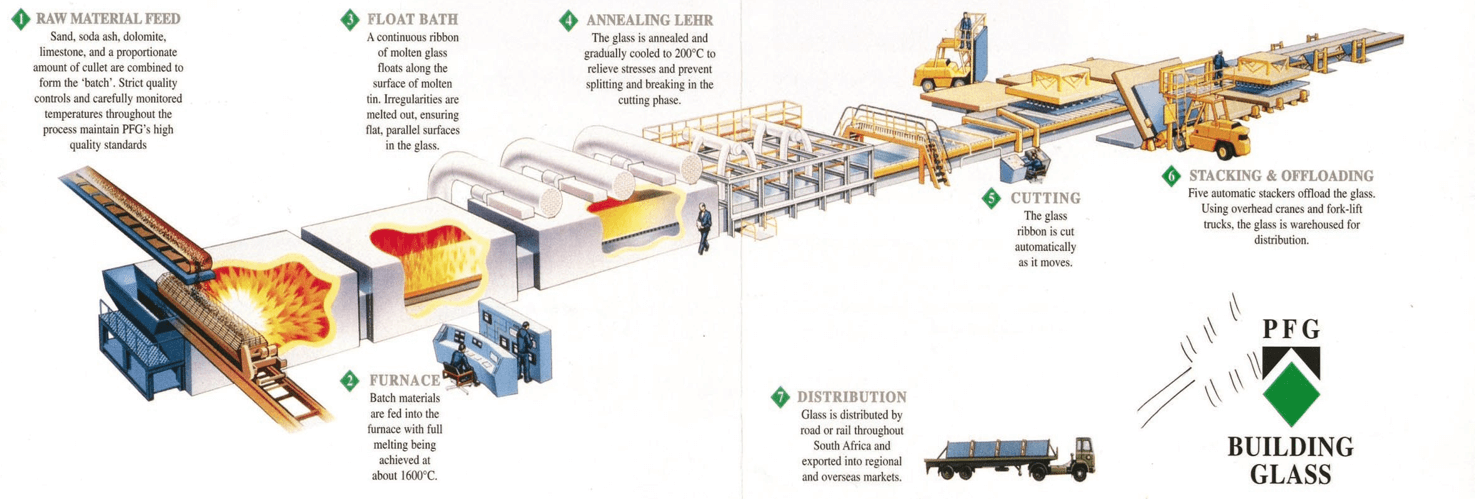 1 RAW MATERIAL FEED
Sand, soda ash, dolomite,
limestone, and a proportionate
amount of cullet are combined to
form the ‘batch’. Strict quality
controls and carefully monitored
temperatures throughout the
process maintain PFG's high
quality standards
2 FURNACE
Batch materials
are fed into the
furnace with full
melting being
achieved at
about 1600°C.
3 FLOAT BATH
A continuous ribbon
of molten glass
floats along the
surface of molten
tin. Irregularities are
melted out, ensuring
flat, parallel surfaces
in the glass.
4 ANNEALING LEHR
The glass is annealed and
gradually cooled to 200°C to
relieve stresses and prevent
splitting and breaking in the
cutting phase.
5 CUTTING
The glass
ribbon is cut
automatically
as it moves.
6 STACKING & OFFLOADING
Five automatic stackers offload the glass.
Using overhead cranes and fork-lift
trucks, the glass is warehoused for
distribution.
7 DISTRIBUTION
Glass is distributed by
road or rail throughout
South Africa and
exported into regional
and overseas markets.
PFG
BUILDING
GLASS